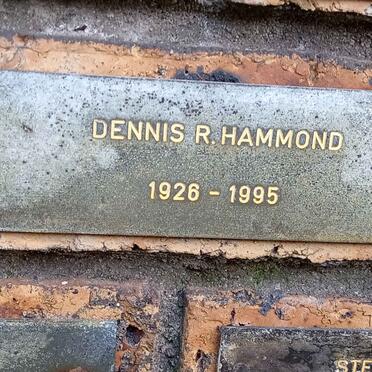 DENNIS R. HAMMOND
1926 - 1995